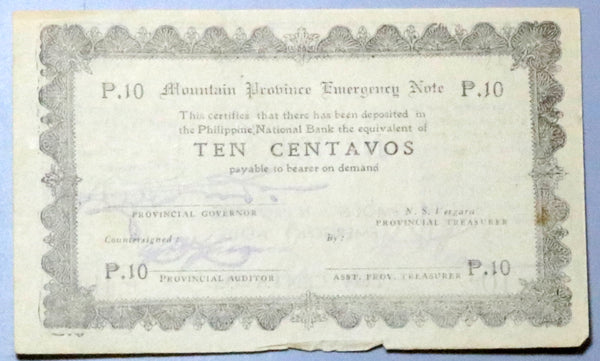 P.10 Mountain Province Emergency Note P.10
This certifies that there has been deposited in
the Philippine National Bank the equivalent of
TEN CENTAVOS
payable to bearer on demand
PROVINCIAL GOVERNOR
N. S. Vergara
PROVINCIAL TREASURER
Countersigned :
By :
P.10 PROVINCIAL AUDITOR
ASST. PROV. TREASURER P.10